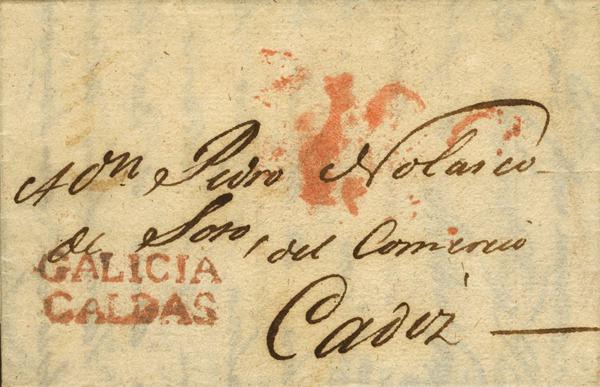 A Dn Pedro Nolasco
de Soto, del Comercio
GALICIA
CALDAS
Cadiz